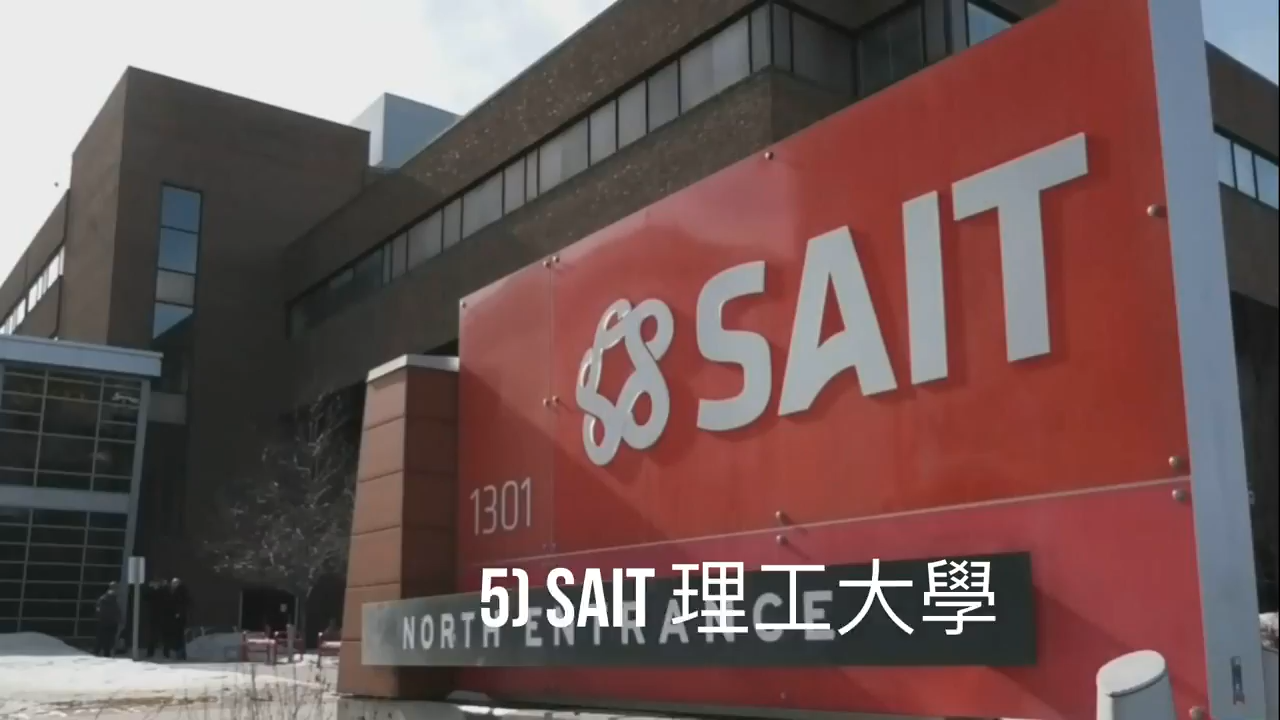 SAIT
1301
5) SAIT 理工大學
NORTH ENTRANCE